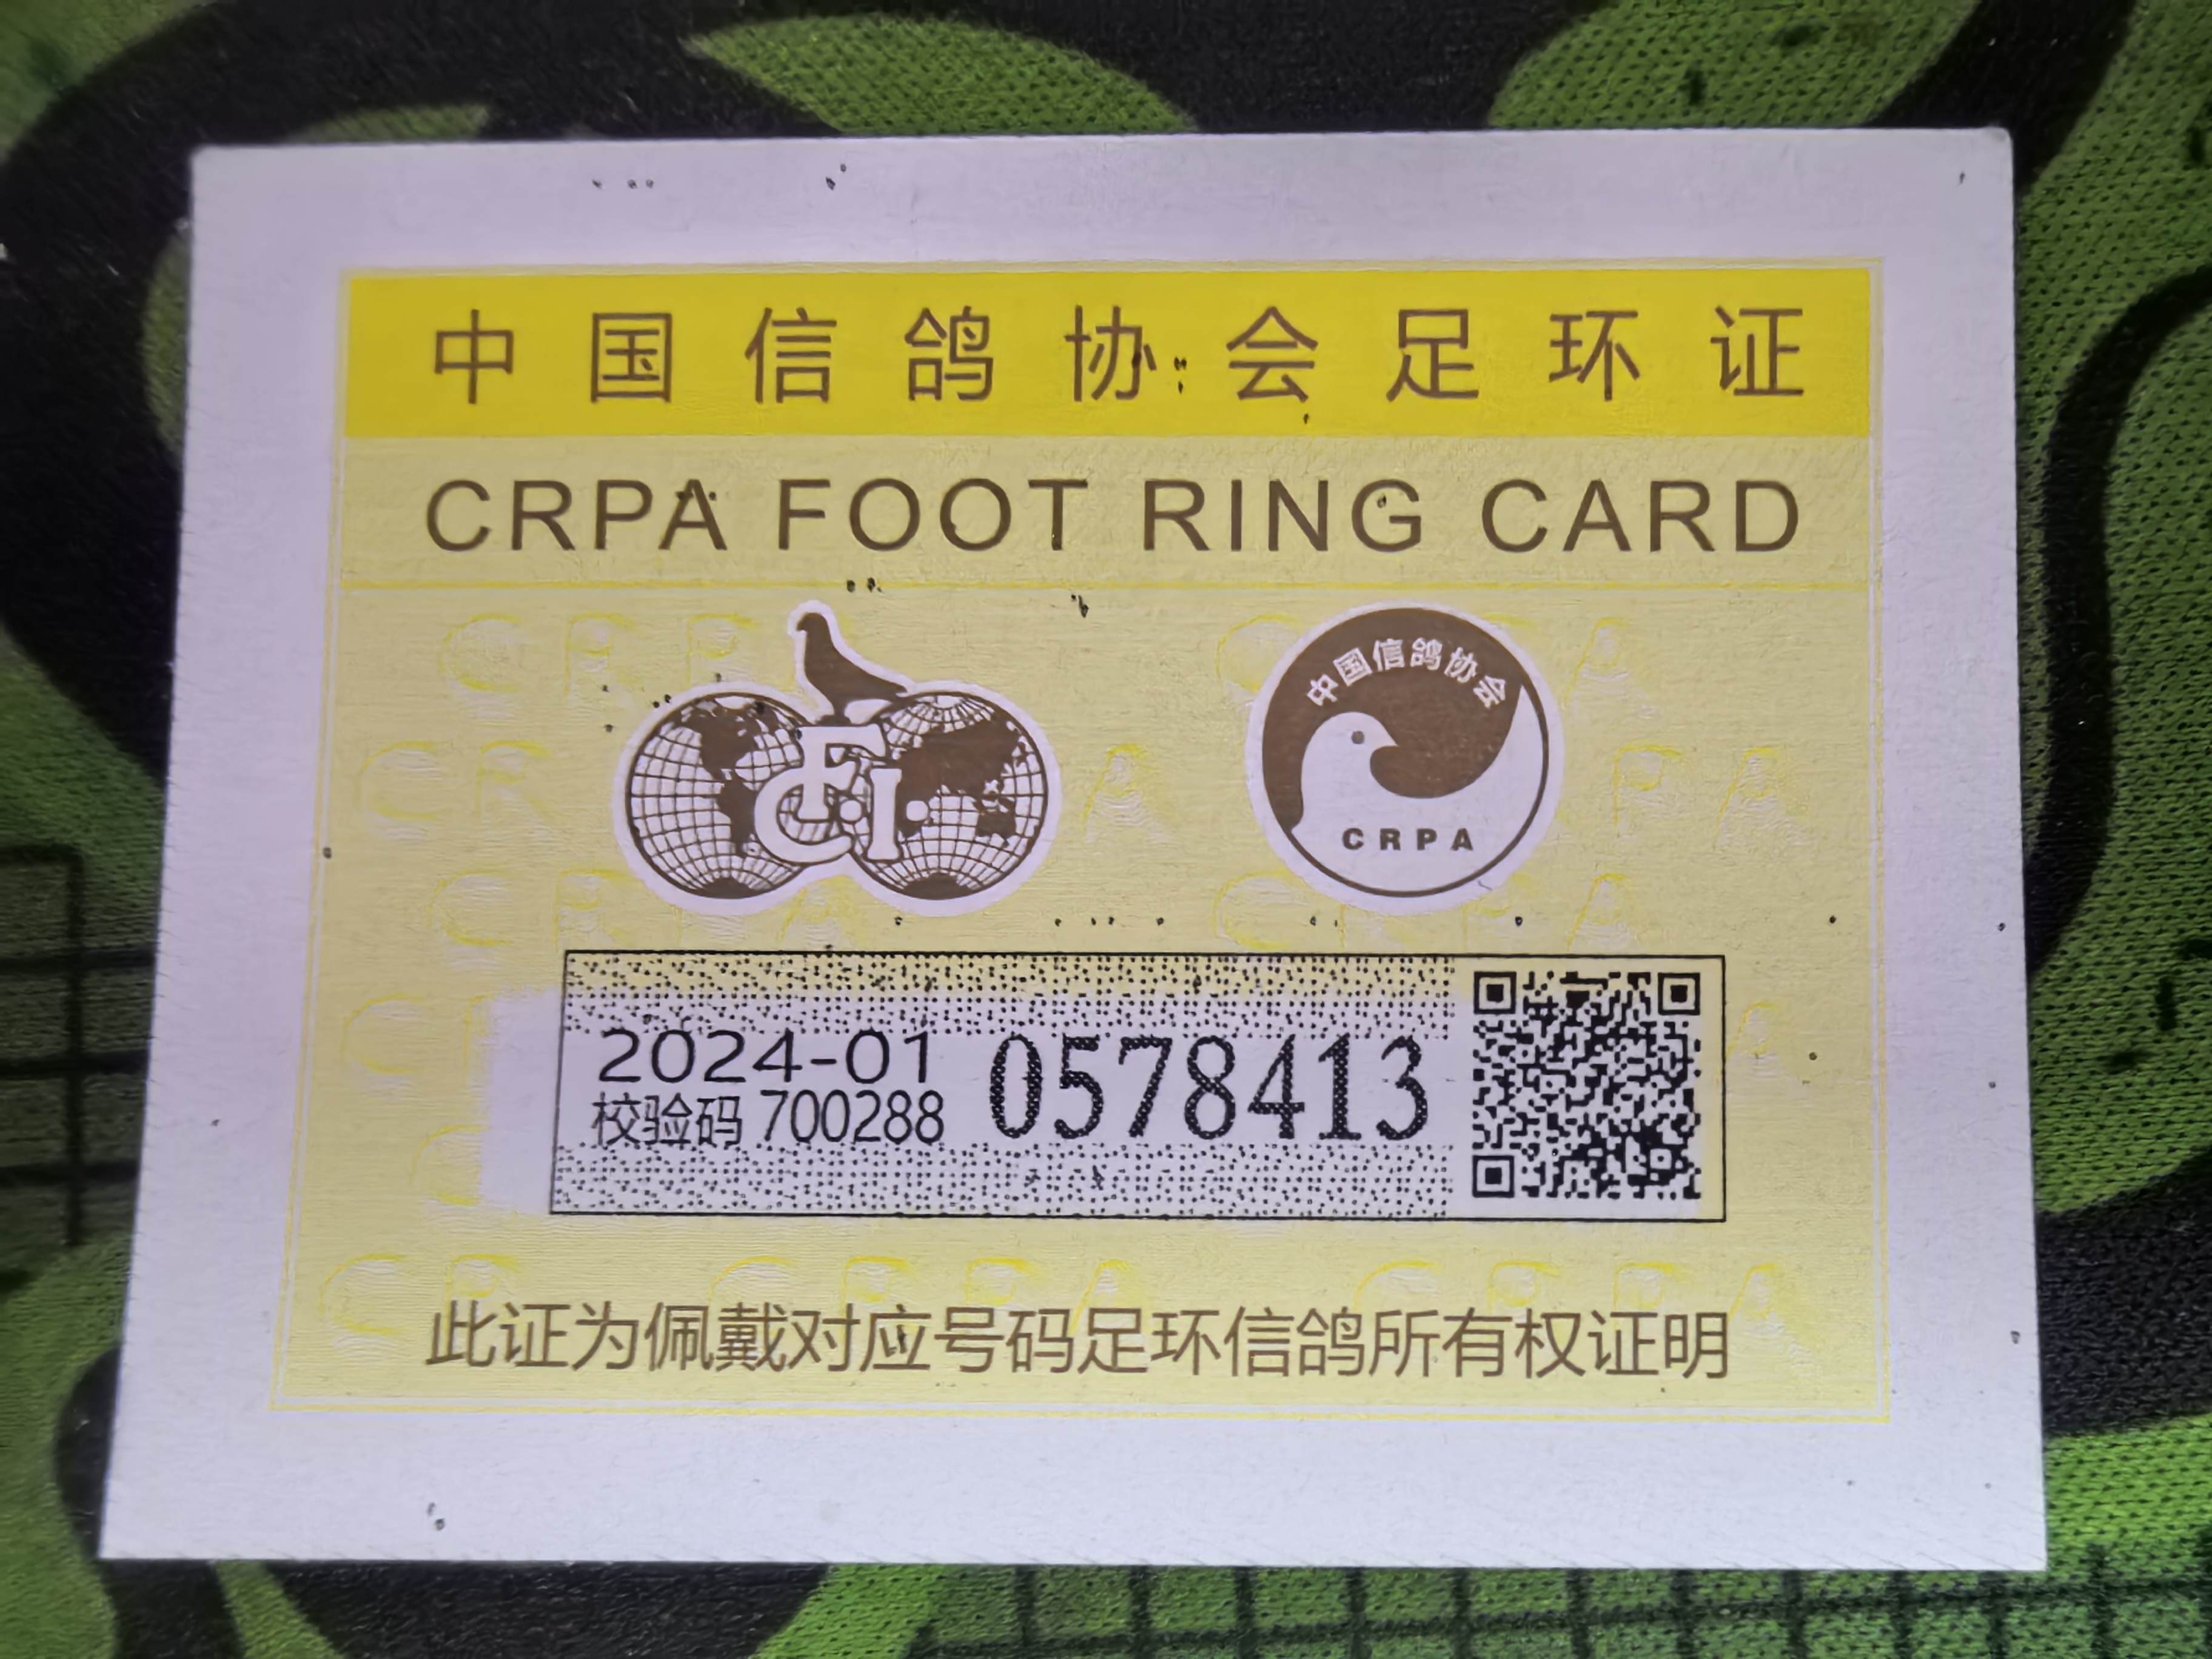 中国信鸽协会足环证
CRPA FOOT RING CARD
F.C.I.
中国信鸽协会
CRPA
2024-01
校验码 700288
0578413
此证为佩戴对应号码足环信鸽所有权证明